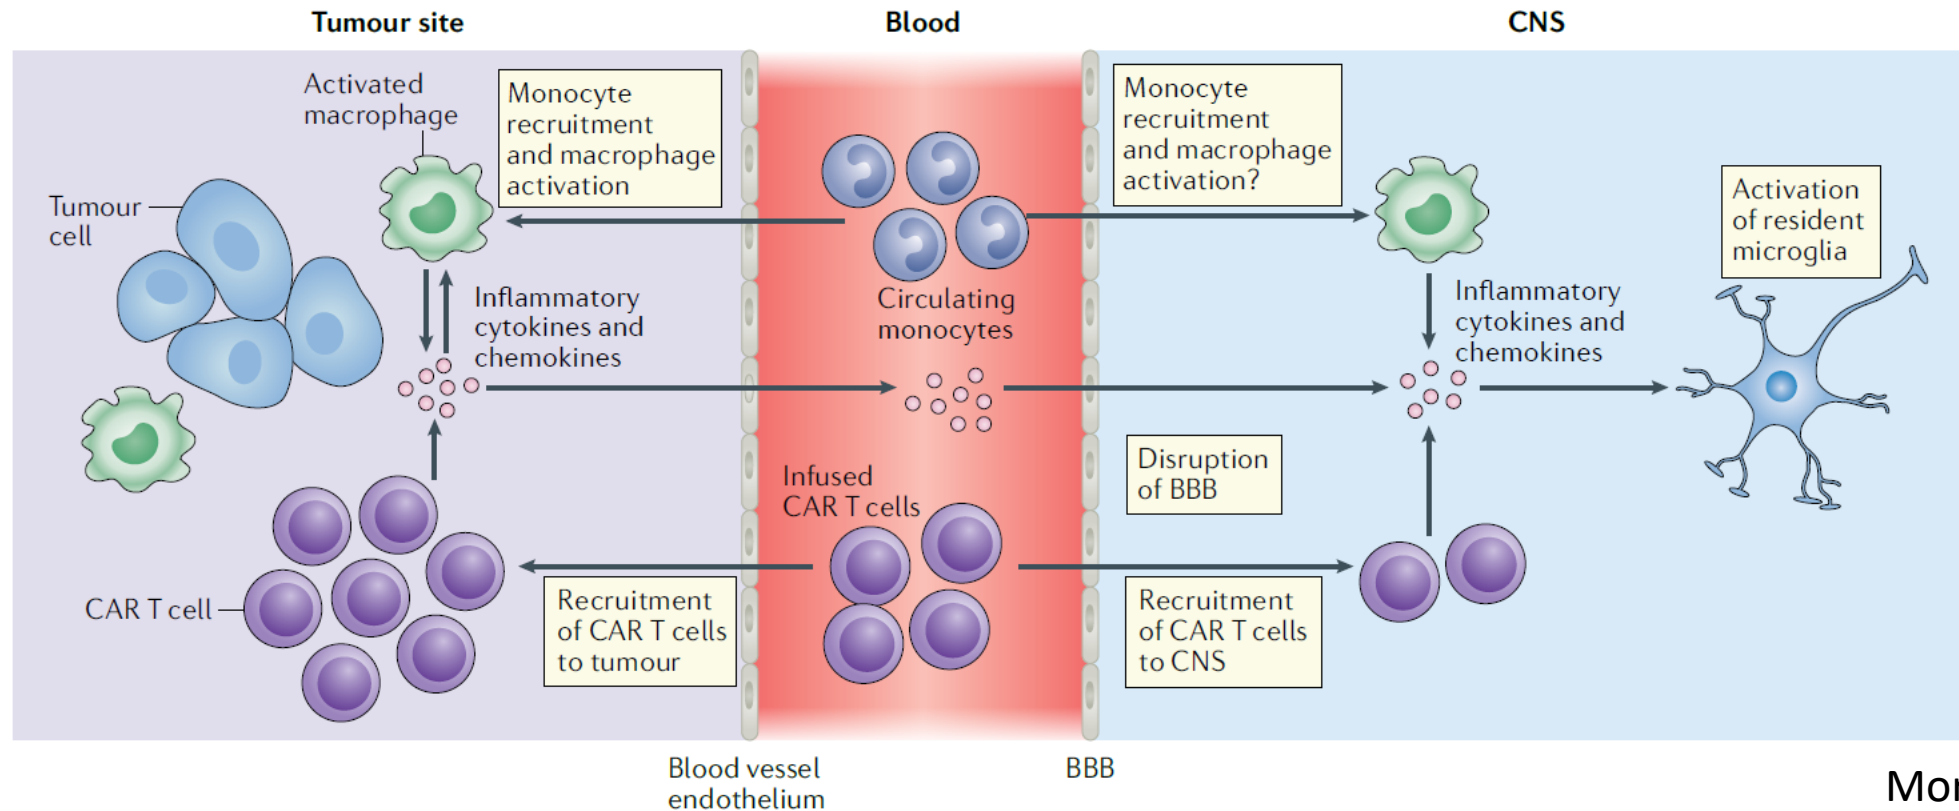 Tumour site
Blood
CNS
Activated
macrophage
Monocyte
recruitment
and macrophage
activation
Tumour
cell
Inflammatory
cytokines and
chemokines
CAR T cell
Recruitment
of CAR T cells
to tumour
Circulating
monocytes
Infused
CAR T cells
Monocyte
recruitment
and macrophage
activation?
Activation
of resident
microglia
Inflammatory
cytokines and
chemokines
Disruption
of BBB
Recruitment
of CAR T cells
to CNS
Blood vessel
endothelium
BBB